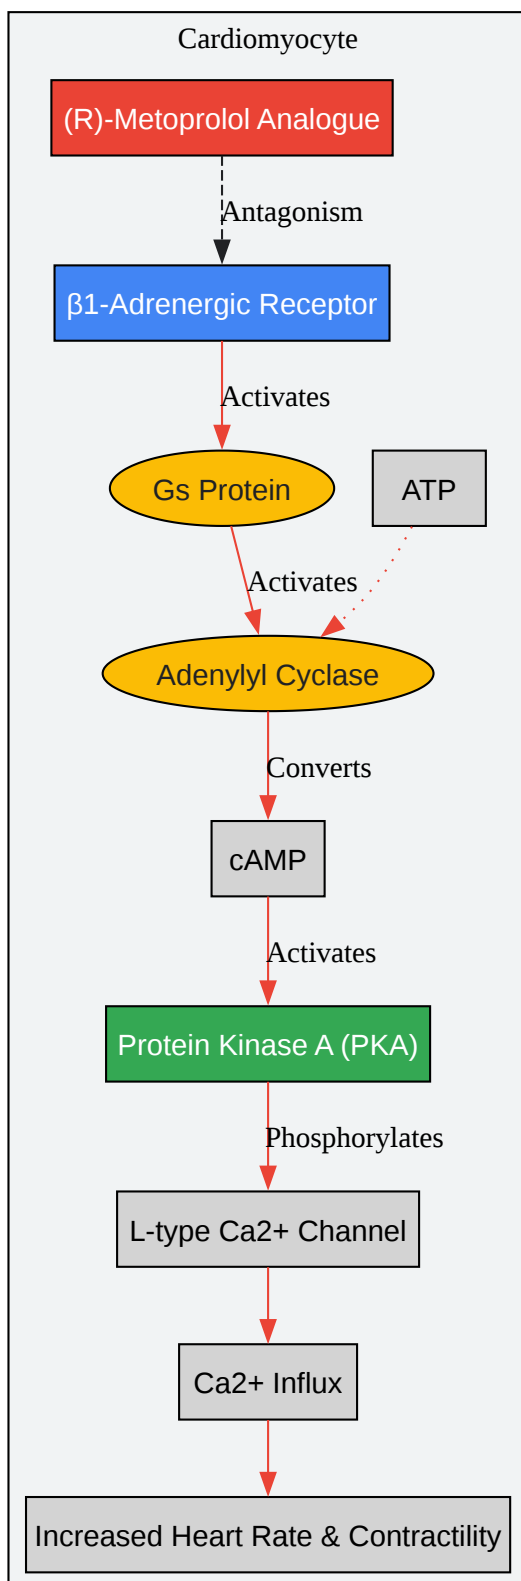 Cardiomyocyte
(R)-Metoprolol Analogue
Antagonism
β1-Adrenergic Receptor
Activates
Gs Protein
ATP
Activates
Adenylyl Cyclase
Converts
cAMP
Activates
Protein Kinase A (PKA)
Phosphorylates
L-type Ca2+ Channel
Ca2+ Influx
Increased Heart Rate & Contractility